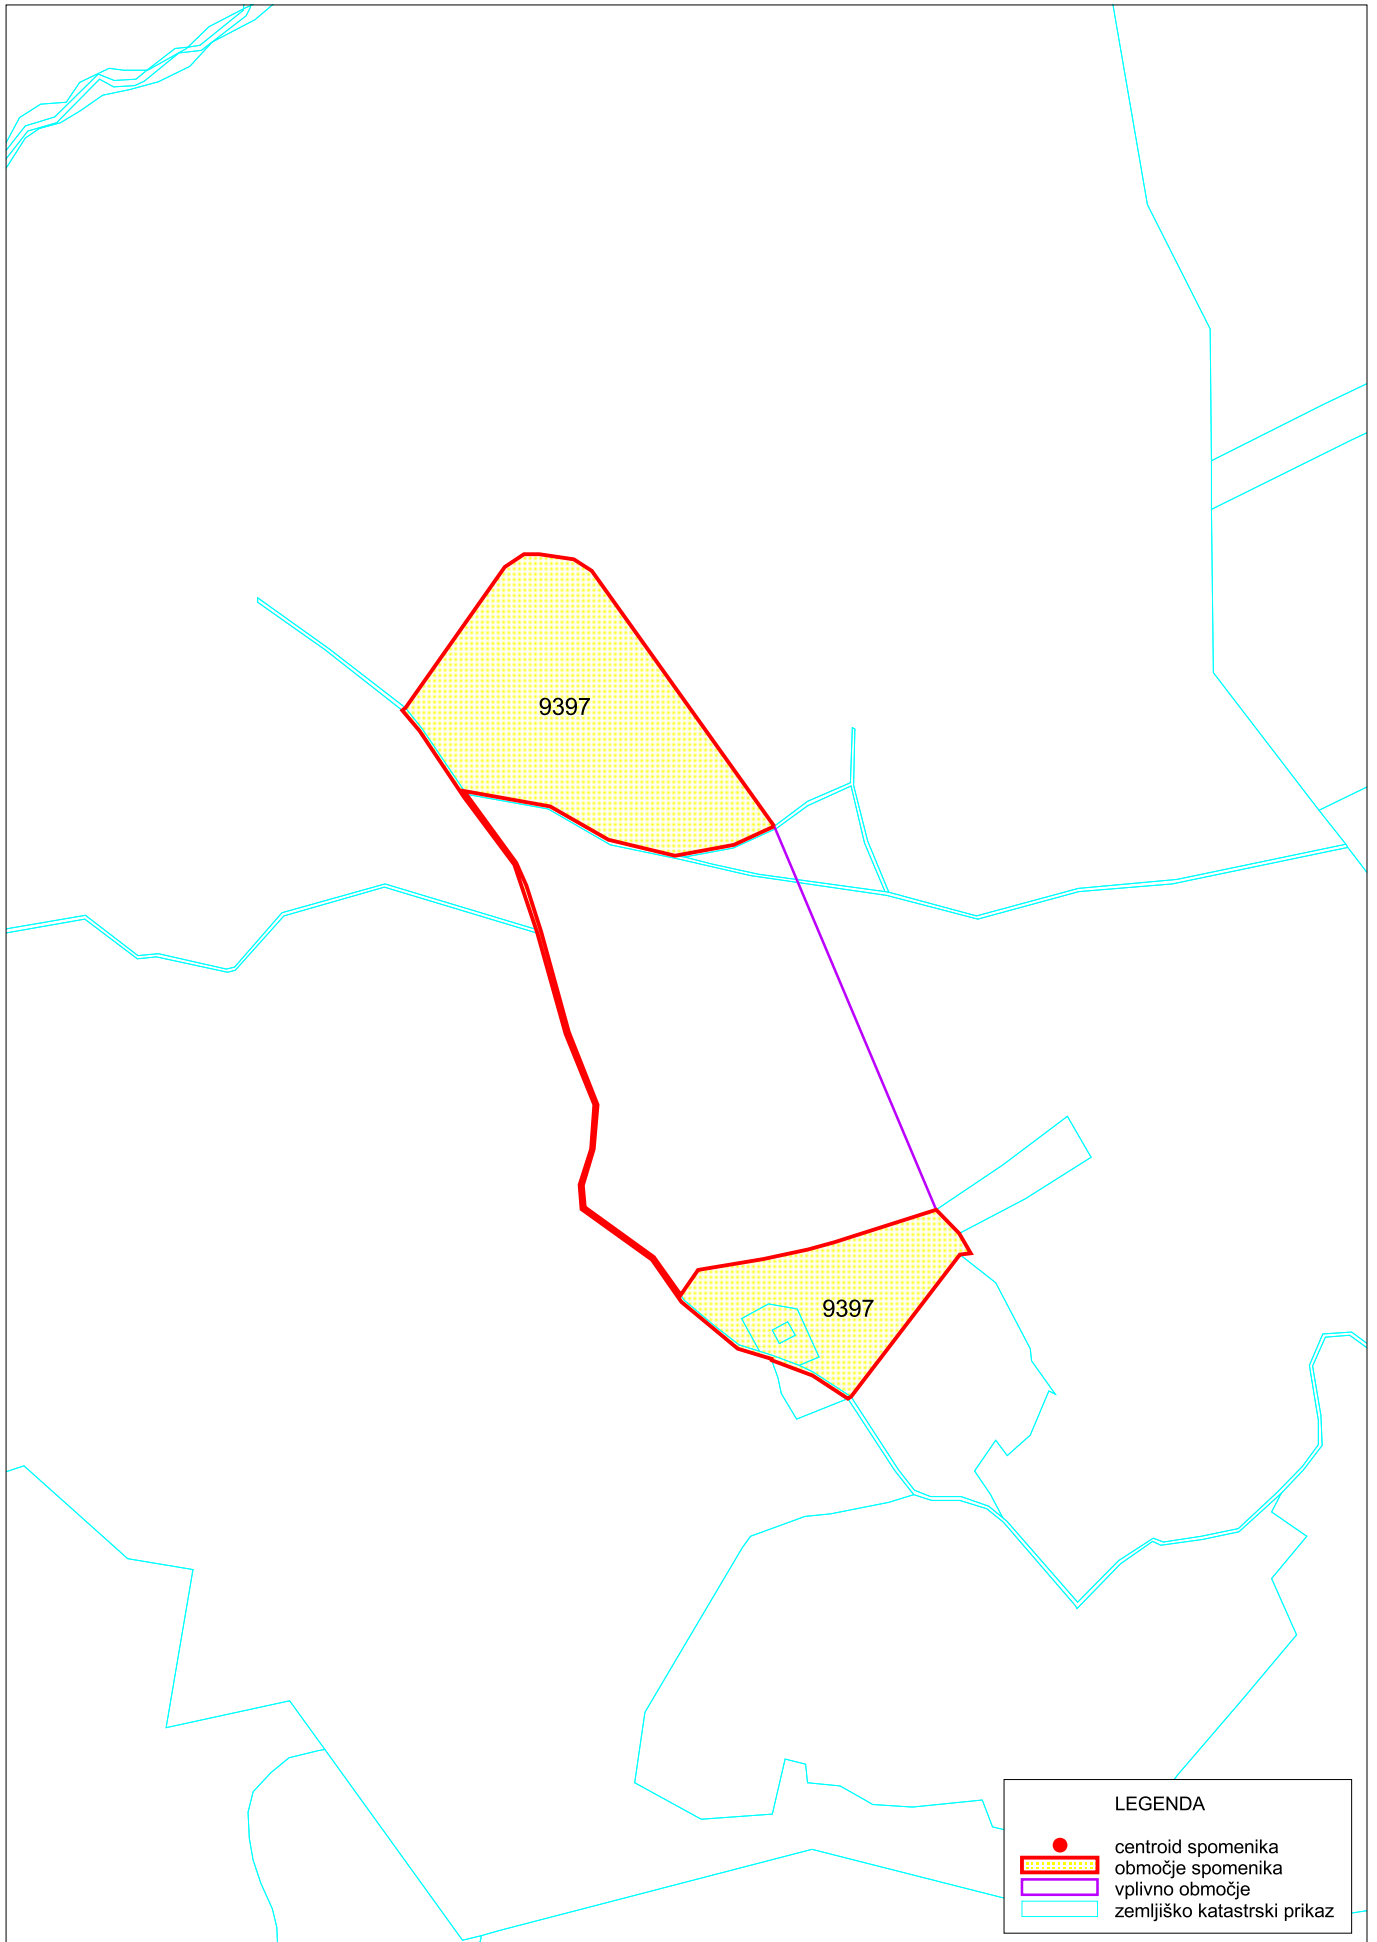 9397
9397
LEGENDA
centroid spomenika
območje spomenika
vplivno območje
zemljiško katastrski prikaz